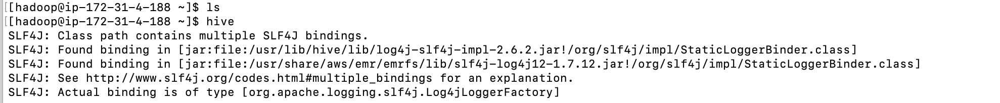 [[hadoop@ip-172-31-4-188 ~]$ ls
[[hadoop@ip-172-31-4-188 ~]$ hive
SLF4J: Class path contains multiple SLF4J bindings.
SLF4J: Found binding in [jar:file:/usr/lib/hive/lib/log4j-slf4j-impl-2.6.2.jar!/org/slf4j/impl/StaticLoggerBinder.class]
SLF4J: Found binding in [jar:file:/usr/share/aws/emr/emrfs/lib/slf4j-log4j12-1.7.12.jar!/org/slf4j/impl/StaticLoggerBinder.class]
SLF4J: See http://www.slf4j.org/codes.html#multiple_bindings for an explanation.
SLF4J: Actual binding is of type [org.apache.logging.slf4j.Log4jLoggerFactory]